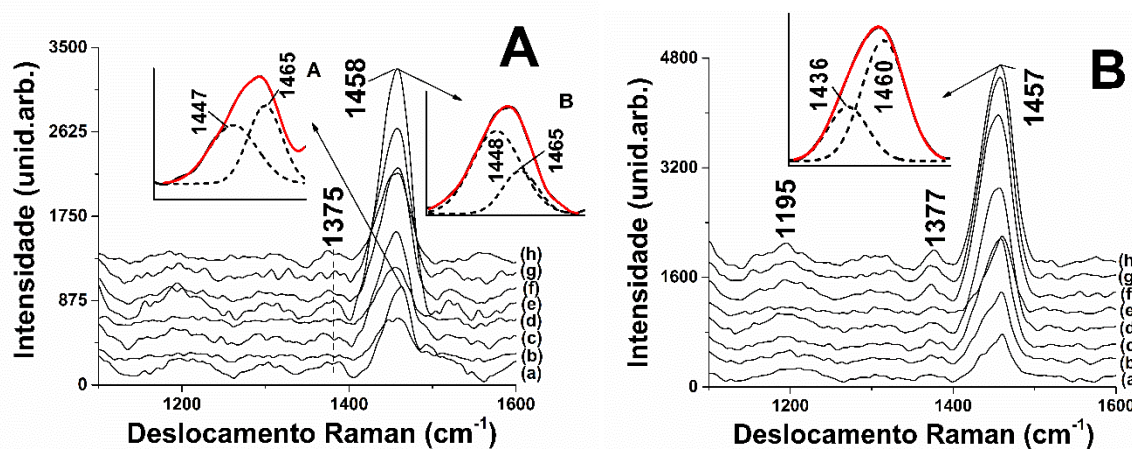 A
Intensidade (unid.arb.)
3500
2625
1750
875
0
A
1447
1465
1458
B
1448
1465
1375
(h)
(g)
(f)
(e)
(d)
(c)
(b)
(a)
1200
1400
1600
Deslocamento Raman (cm-1)
B
Intensidade (unid.arb.)
4800
3200
1600
0
1436
1460
1457
1195
1377
(h
(g
(f)
(e
(d
(c
(b
(a
1200
1400
1600
Deslocamento Raman (cm-1)